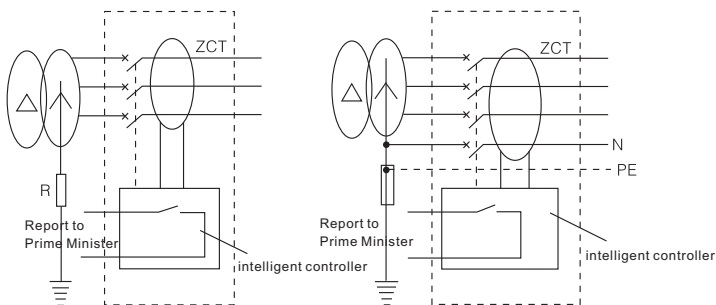 ZCT
R
Report to
Prime Minister
intelligent controller
ZCT
N
PE
Report to
Prime Minister
intelligent controller